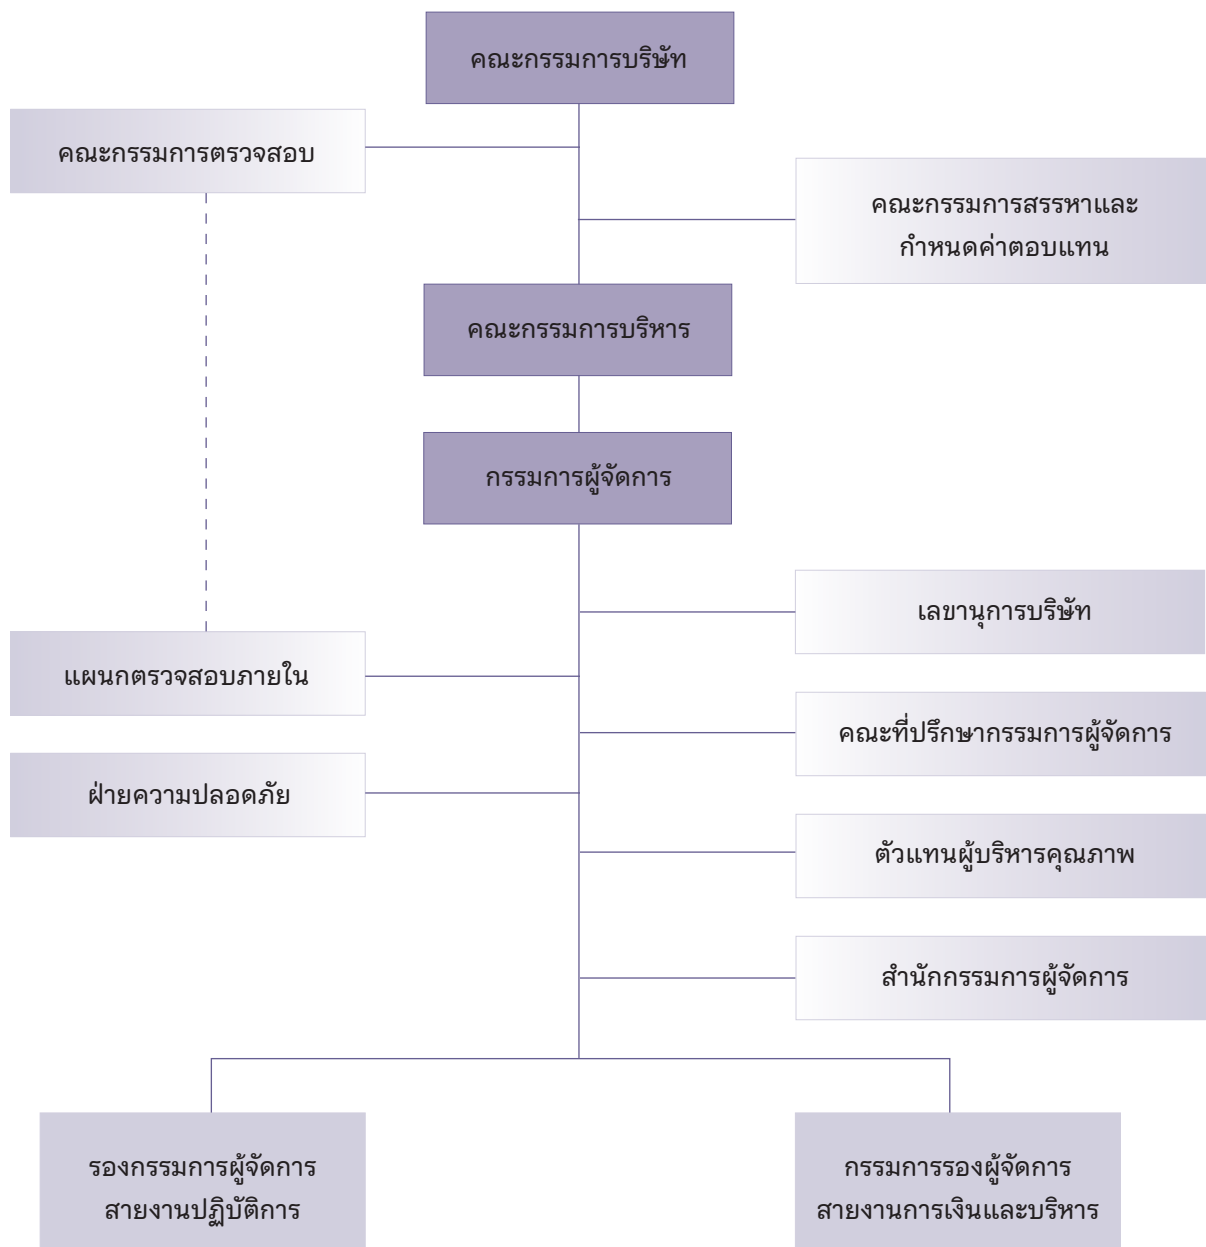 คณะกรรมการบริษัท
คณะกรรมการตรวจสอบ
คณะกรรมการสรรหาและ
กำหนดค่าตอบแทน
คณะกรรมการบริหาร
กรรมการผู้จัดการ
เลขานุการบริษัท
แผนกตรวจสอบภายใน
คณะที่ปรึกษากรรมการผู้จัดการ
ฝ่ายความปลอดภัย
ตัวแทนผู้บริหารคุณภาพ
สำนักกรรมการผู้จัดการ
รองกรรมการผู้จัดการ
สายงานปฏิบัติการ
กรรมการรองผู้จัดการ
สายงานการเงินและบริหาร